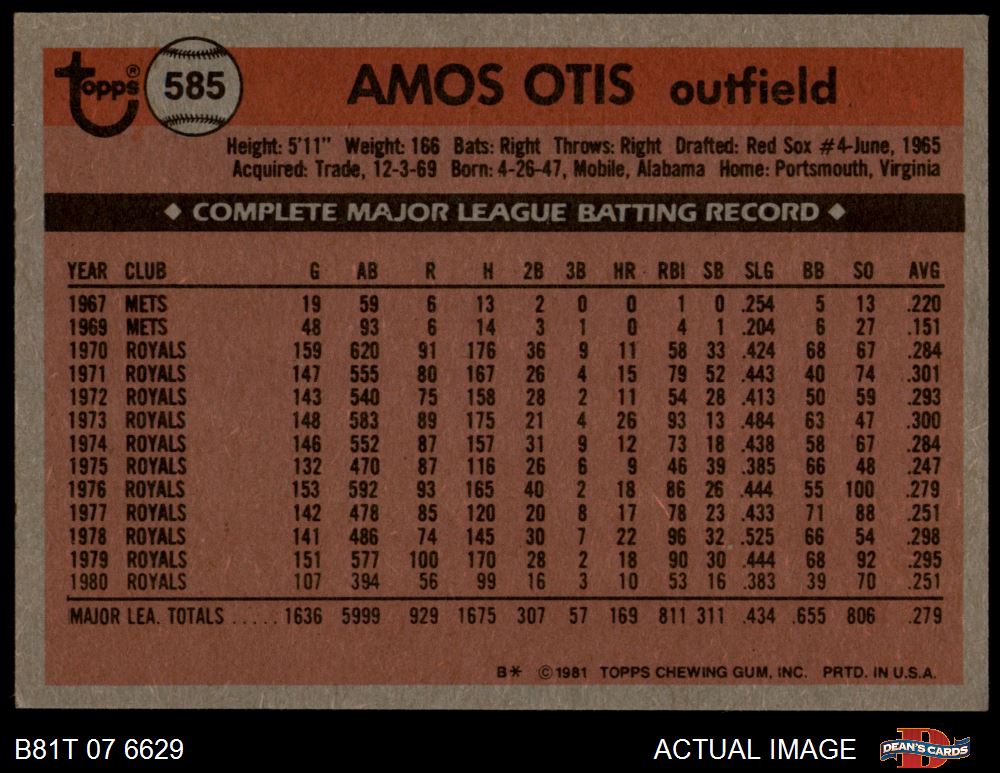 Topps® 585 AMOS OTIS outfield
Height: 5'11" Weight: 166 Bats: Right Throws: Right Drafted: Red Sox #4-June, 1965
Acquired: Trade, 12-3-69 Born: 4-26-47, Mobile, Alabama Home: Portsmouth, Virginia
◆ COMPLETE MAJOR LEAGUE BATTING RECORD ◆
YEAR CLUB G AB R H 2B 3B HR RBI SB SLG BB SO AVG
1967 METS 19 59 6 13 2 0 0 1 0 .254 5 13 .220
1969 METS 48 93 6 14 3 1 0 4 1 .204 6 27 .151
1970 ROYALS 159 620 91 176 36 9 11 58 33 .424 68 67 .284
1971 ROYALS 147 555 80 167 26 4 15 79 52 .443 40 74 .301
1972 ROYALS 143 540 75 158 28 2 11 54 28 .413 50 59 .293
1973 ROYALS 148 583 89 175 21 4 26 93 13 .484 63 47 .300
1974 ROYALS 146 552 87 157 31 9 12 73 18 .438 58 67 .284
1975 ROYALS 132 470 87 116 26 6 9 46 39 .385 66 48 .247
1976 ROYALS 153 592 93 165 40 2 18 86 26 .444 55 100 .279
1977 ROYALS 142 478 85 120 20 8 17 78 23 .433 71 88 .251
1978 ROYALS 141 486 74 145 30 7 22 96 32 .525 66 54 .298
1979 ROYALS 151 577 100 170 28 2 18 90 30 .444 68 92 .295
1980 ROYALS 107 394 56 99 16 3 10 53 16 .383 39 70 .251
MAJOR LEA. TOTALS ..... 1636 5999 929 1675 307 57 169 811 311 .434 .655 806 .279
B* ©1981 TOPPS CHEWING GUM, INC. PRTD. IN U.S.A.
B81T 07 6629 ACTUAL IMAGE DEAN'S CARDS